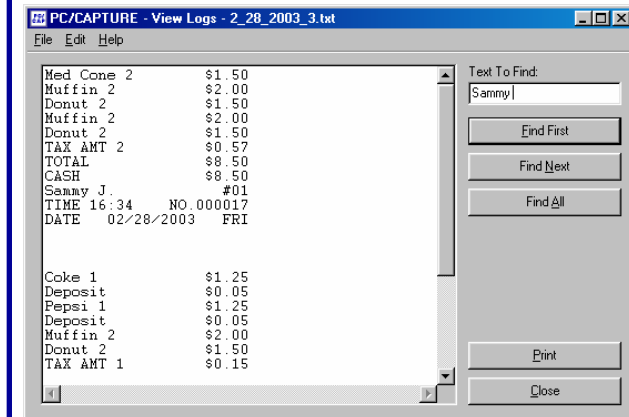 PC/CAPTURE - View Logs - 2_28_2003_3.txt
File Edit Help
Med Cone 2 $1.50
Muffin 2 $2.00
Donut 2 $1.50
Muffin 2 $2.00
Donut 2 $1.50
TAX AMT 2 $0.57
TOTAL $8.50
CASH $8.50
Sammy J. #01
TIME 16:34 NO.000017
DATE 02/28/2003 FRI
Coke 1 $1.25
Deposit $0.05
Pepsi 1 $1.25
Deposit $0.05
Muffin 2 $2.00
Donut 2 $1.50
TAX AMT 1 $0.15
Text To Find:
Sammy
Find First
Find Next
Find All
Print
Close